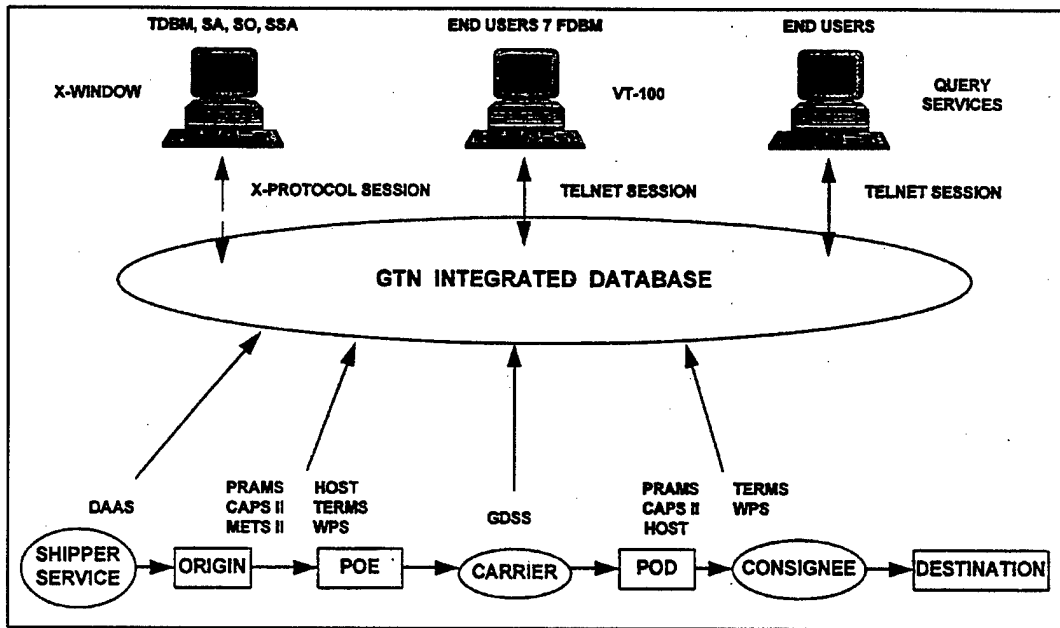 TDBM, SA, SO, SSA
END USERS 7 FDBM
END USERS
X-WINDOW
VT-100
QUERY
SERVICES
X-PROTOCOL SESSION
TELNET SESSION
TELNET SESSION
GTN INTEGRATED DATABASE
DAAS
PRAMS
CAPS II
METS II
HOST
TERMS
WPS
GDSS
PRAMS
CAPS II
HOST
TERMS
WPS
SHIPPER
SERVICE
ORIGIN
POE
CARRIER
POD
CONSIGNEE
DESTINATION